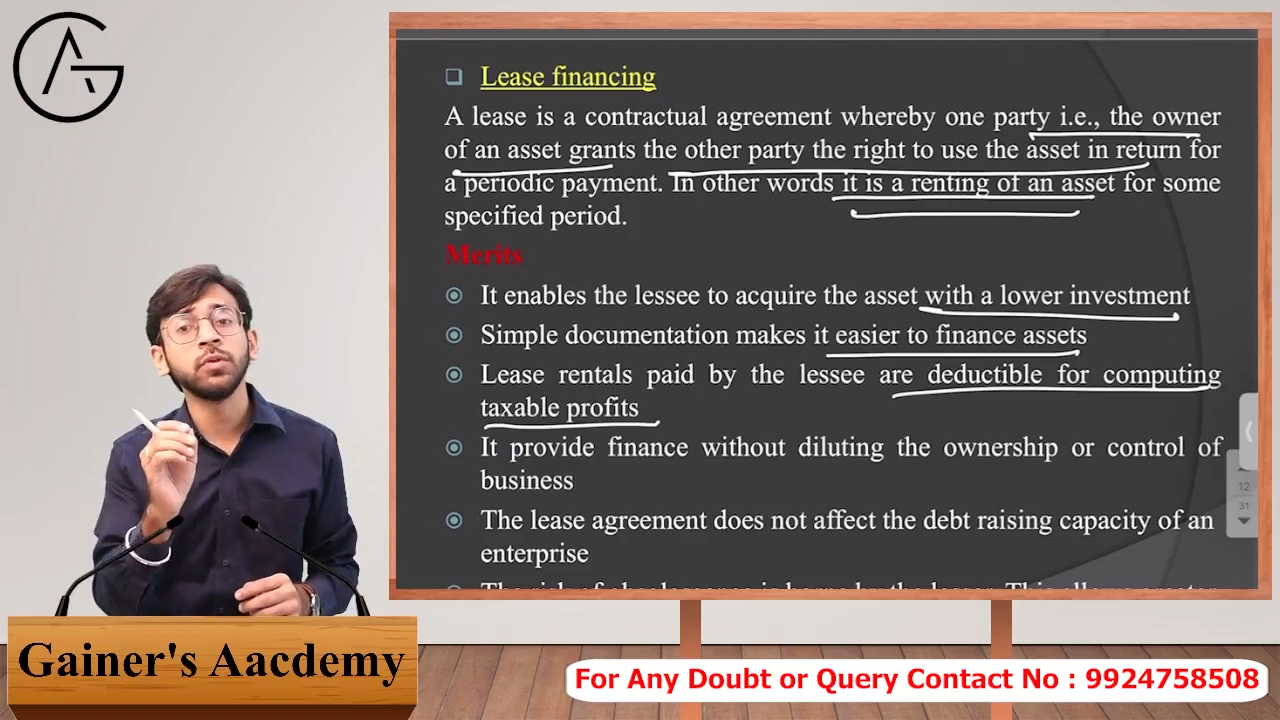 Lease financing
A lease is a contractual agreement whereby one party i.e., the owner
of an asset grants the other party the right to use the asset in return for
a periodic payment. In other words it is a renting of an asset for some
specified period.
Merits
It enables the lessee to acquire the asset with a lower investment
Simple documentation makes it easier to finance assets
Lease rentals paid by the lessee are deductible for computing
taxable profits
It provide finance without diluting the ownership or control of
business
The lease agreement does not affect the debt raising capacity of an
enterprise
12
31
Gainer's Aacdemy
For Any Doubt or Query Contact No : 9924758508